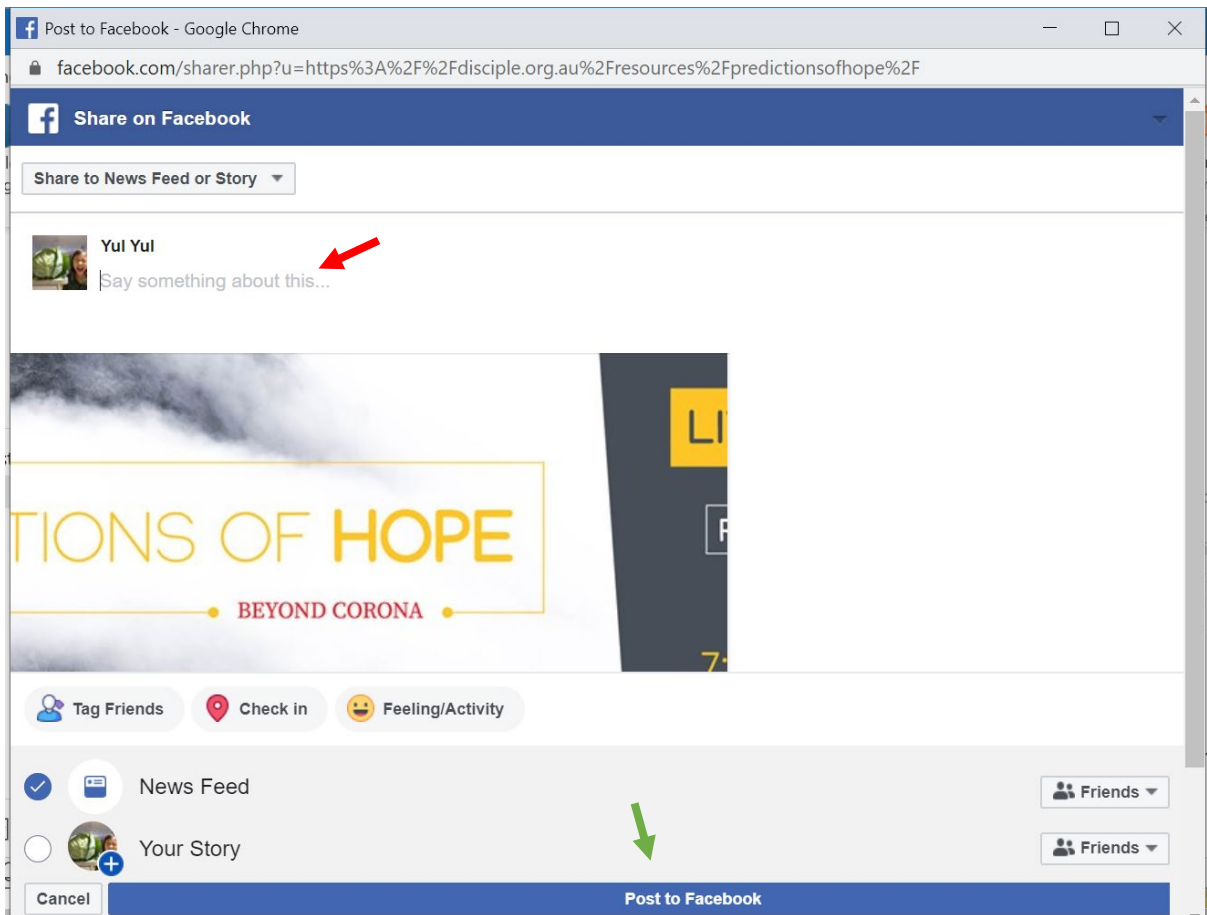 Post to Facebook - Google Chrome
facebook.com/sharer.php?u=https%3A%2F%2Fdisciple.org.au%2Fresources%2Fpredictionsofhope%2F
Share on Facebook
Share to News Feed or Story
Yul Yul
Say something about this...
LI
TIONS OF HOPE
F
BEYOND CORONA
7:
Tag Friends
Check in
Feeling/Activity
News Feed
Friends
Your Story
Friends
Cancel
Post to Facebook